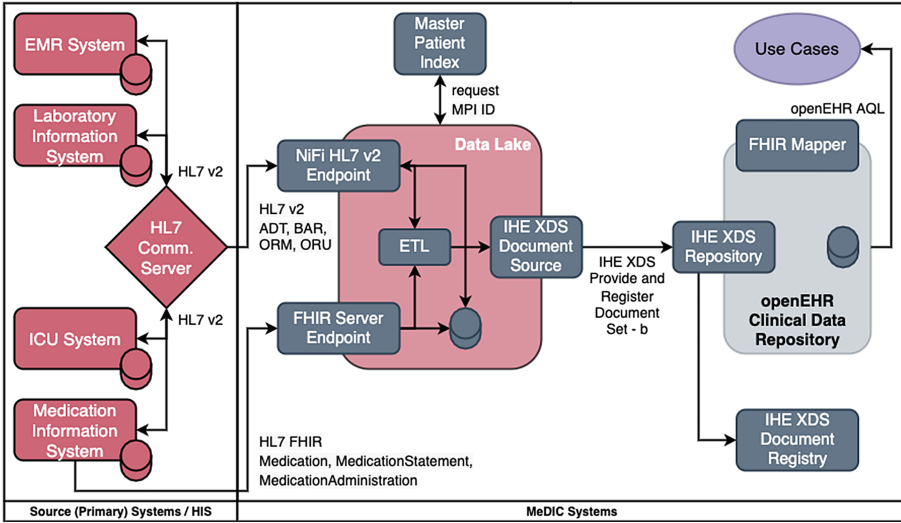 EMR System
Laboratory
Information
System
HL7 v2
HL7
Comm.
Server
HL7 v2
ICU System
Medication
Information
System
Source (Primary) Systems / HIS
Master
Patient
Index
request
MPI ID
Data Lake
NiFi HL7 v2
Endpoint
HL7 v2
ADT, BAR,
ORM, ORU
ETL
IHE XDS
Document
Source
FHIR Server
Endpoint
HL7 FHIR
Medication, MedicationStatement,
MedicationAdministration
IHE XDS
Provide and
Register
Document
Set - b
Use Cases
openEHR AQL
FHIR Mapper
IHE XDS
Repository
openEHR
Clinical Data
Repository
IHE XDS
Document
Registry
MeDIC Systems